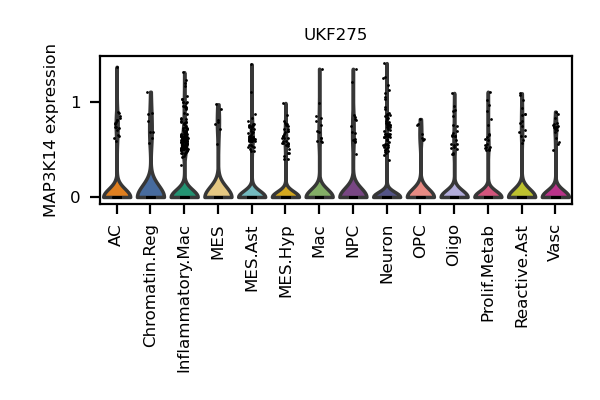 UKF275
MAP3K14 expression
1
0
AC
Chromatin.Reg
Inflammatory.Mac
MES
MES.Ast
MES.Hyp
Mac
NPC
Neuron
OPC
Oligo
Prolif.Metab
Reactive.Ast
Vasc